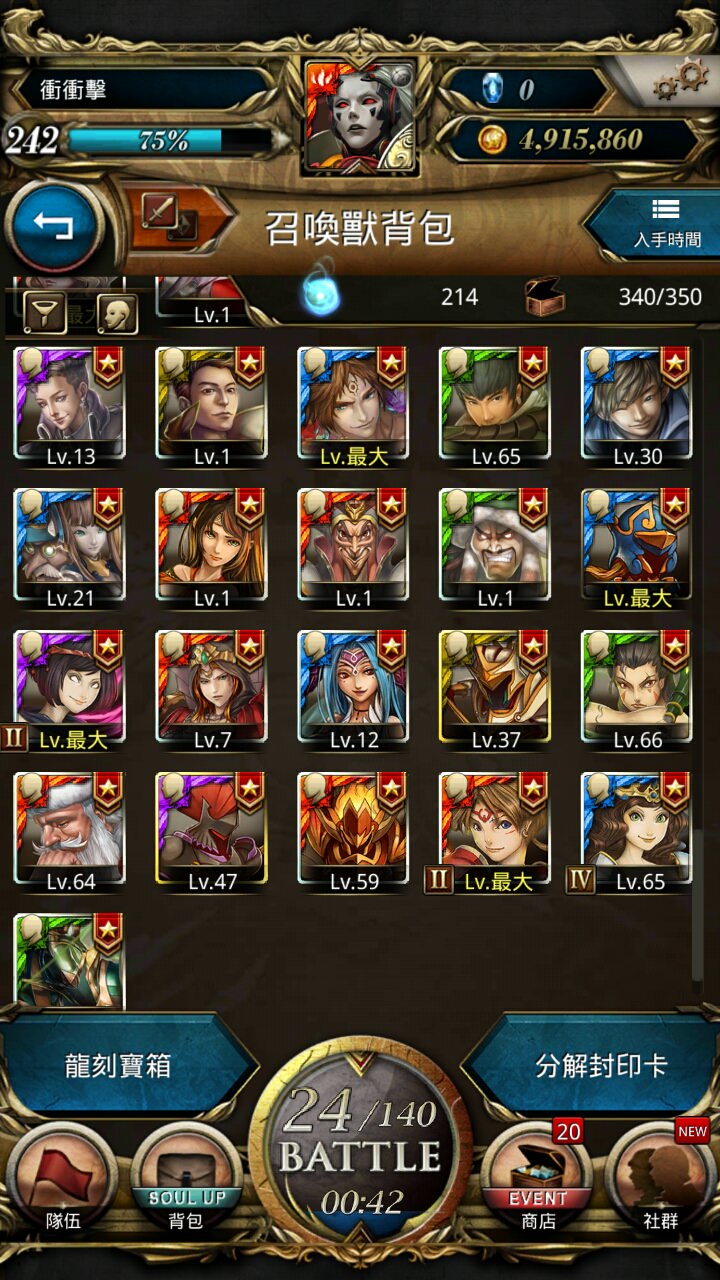 衝衝擊
0
242
75%
4,915,860
召喚獸背包
入手時間
最大
Lv.1
214
340/350
Lv.13
Lv.1
Lv.最大
Lv.65
Lv.30
Lv.21
Lv.1
Lv.1
Lv.1
Lv.最大
II
Lv.最大
Lv.7
Lv.12
Lv.37
Lv.66
Lv.64
Lv.47
Lv.59
II
Lv.最大
IV
Lv.65
龍刻寶箱
分解封印卡
24/140
BATTLE
00:42
隊伍
SOUL UP
背包
20
EVENT
商店
NEW
社群